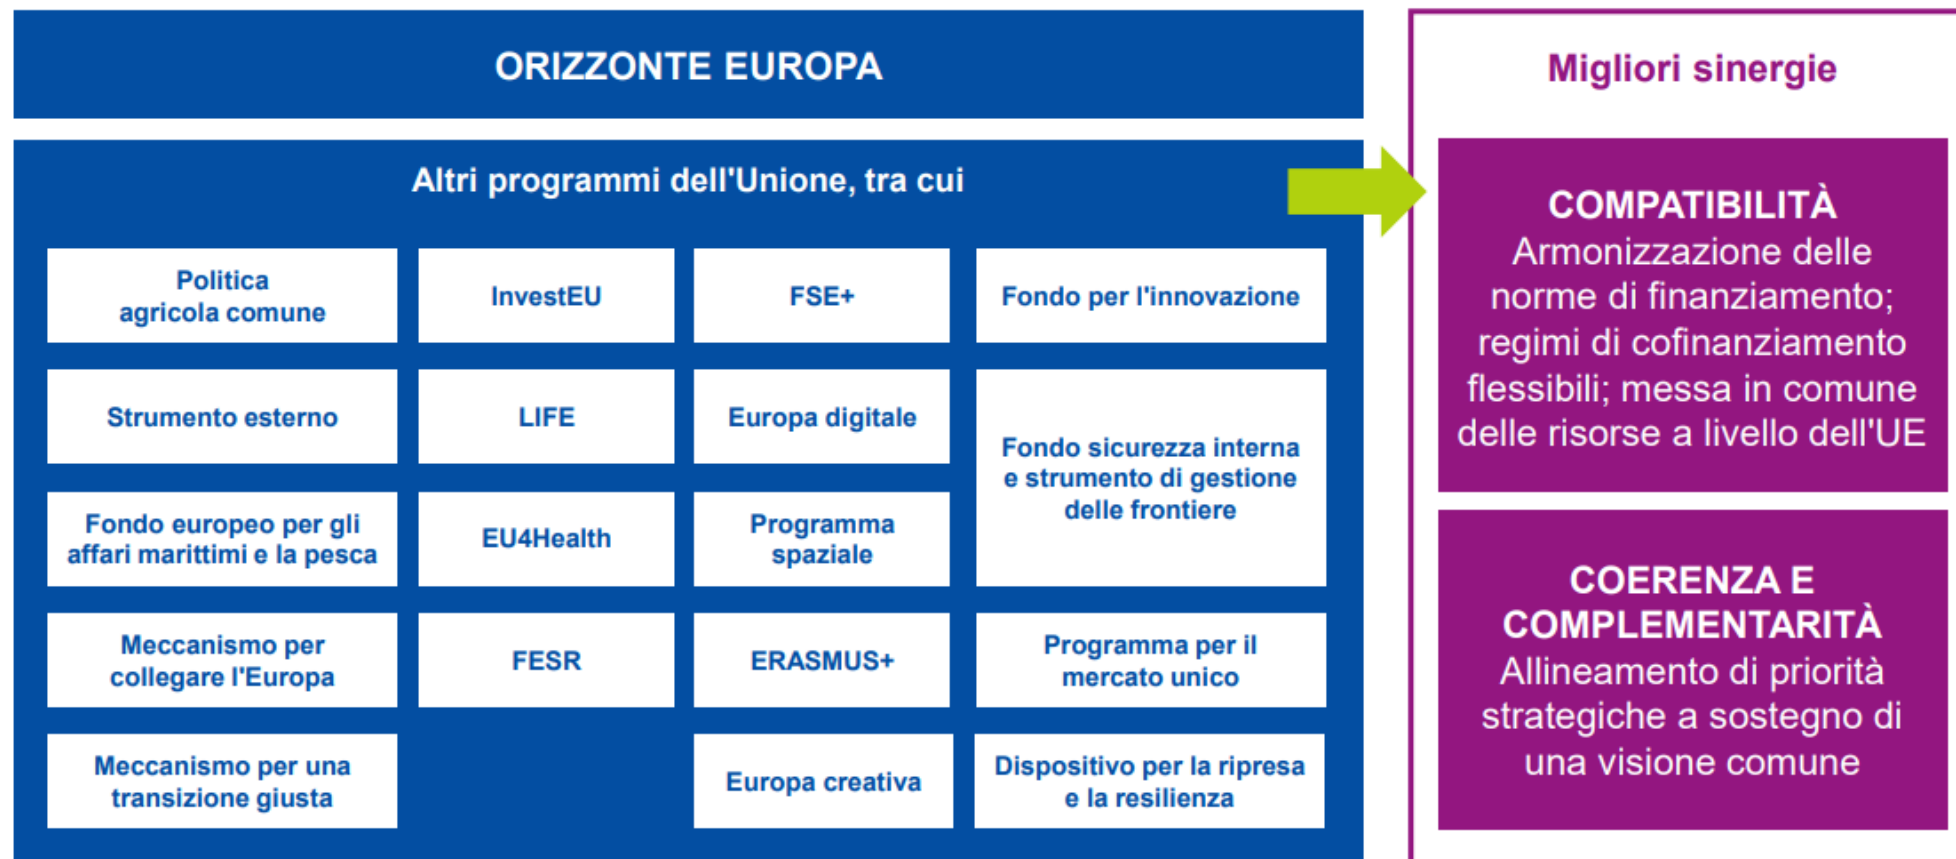 ORIZZONTE EUROPA
Altri programmi dell'Unione, tra cui
Politica
agricola comune
InvestEU
FSE+
Fondo per l'innovazione
Strumento esterno
LIFE
Europa digitale
Fondo sicurezza interna
e strumento di gestione
delle frontiere
Fondo europeo per gli
affari marittimi e la pesca
EU4Health
Programma
spaziale
Meccanismo per
collegare l'Europa
FESR
ERASMUS+
Programma per il
mercato unico
Meccanismo per una
transizione giusta
Europa creativa
Dispositivo per la ripresa
e la resilienza
Migliori sinergie
COMPATIBILITÀ
Armonizzazione delle
norme di finanziamento;
regimi di cofinanziamento
flessibili; messa in comune
delle risorse a livello dell'UE
COERENZA E
COMPLEMENTARITÀ
Allineamento di priorità
strategiche a sostegno di
una visione comune